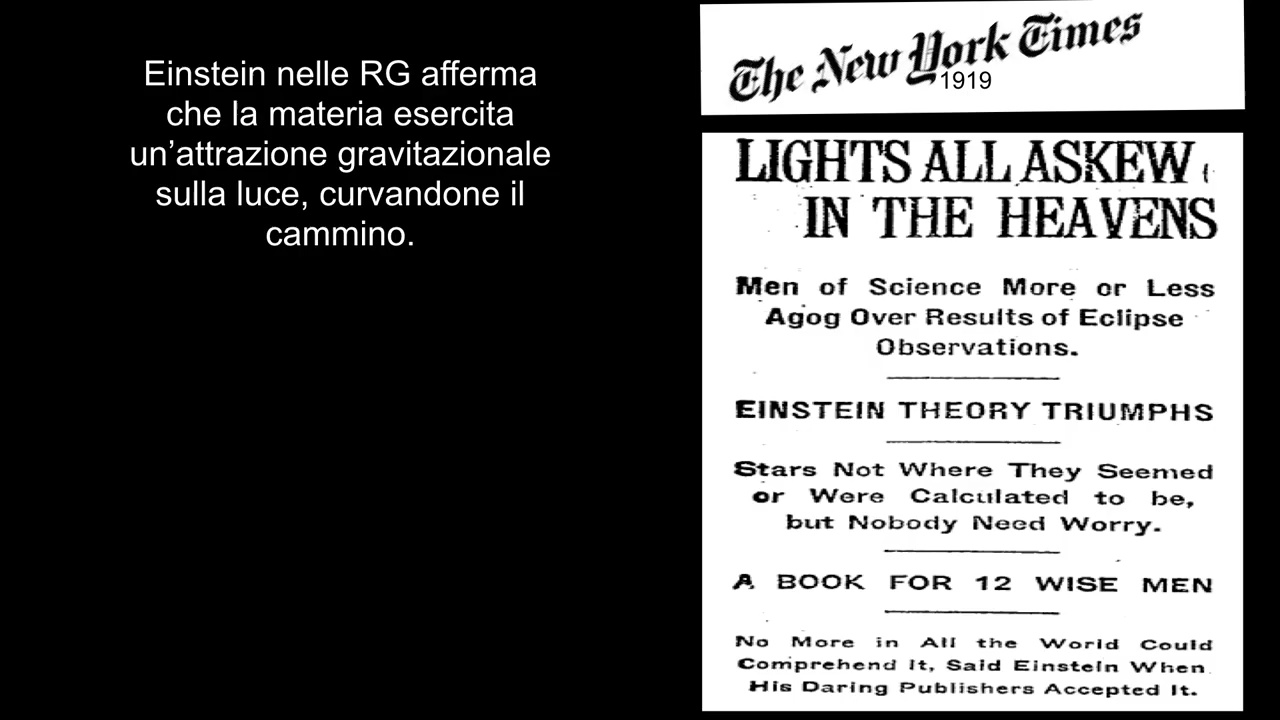 Einstein nelle RG afferma
che la materia esercita
un’attrazione gravitazionale
sulla luce, curvandone il
cammino.
The New York Times
1919
LIGHTS ALL ASKEW
IN THE HEAVENS
Men of Science More or Less
Agog Over Results of Eclipse
Observations.
EINSTEIN THEORY TRIUMPHS
Stars Not Where They Seemed
or Were Calculated to be,
but Nobody Need Worry.
A BOOK FOR 12 WISE MEN
No More in All the World Could
Comprehend It, Said Einstein When
His Daring Publishers Accepted It.